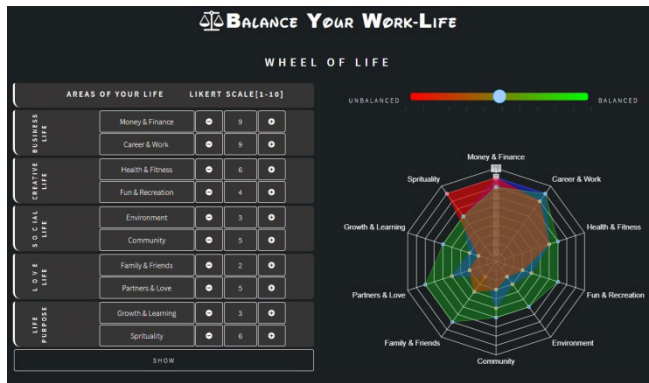 BALANCE YOUR WORK-LIFE
WHEEL OF LIFE
AREAS OF YOUR LIFE LIKERT SCALE[1-10]
BUSINESS LIFE
Money & Finance 9
Career & Work 9
CREATIVE LIFE
Health & Fitness 6
Fun & Recreation 4
SOCIAL LIFE
Environment 3
Community 5
LOVE LIFE
Family & Friends 2
Partners & Love 5
LIFE PURPOSE
Growth & Learning 3
Sprituality 6
SHOW
UNBALANCED BALANCED
Money & Finance
Sprituality Career & Work
Growth & Learning Health & Fitness
Partners & Love Fun & Recreation
Family & Friends Environment
Community